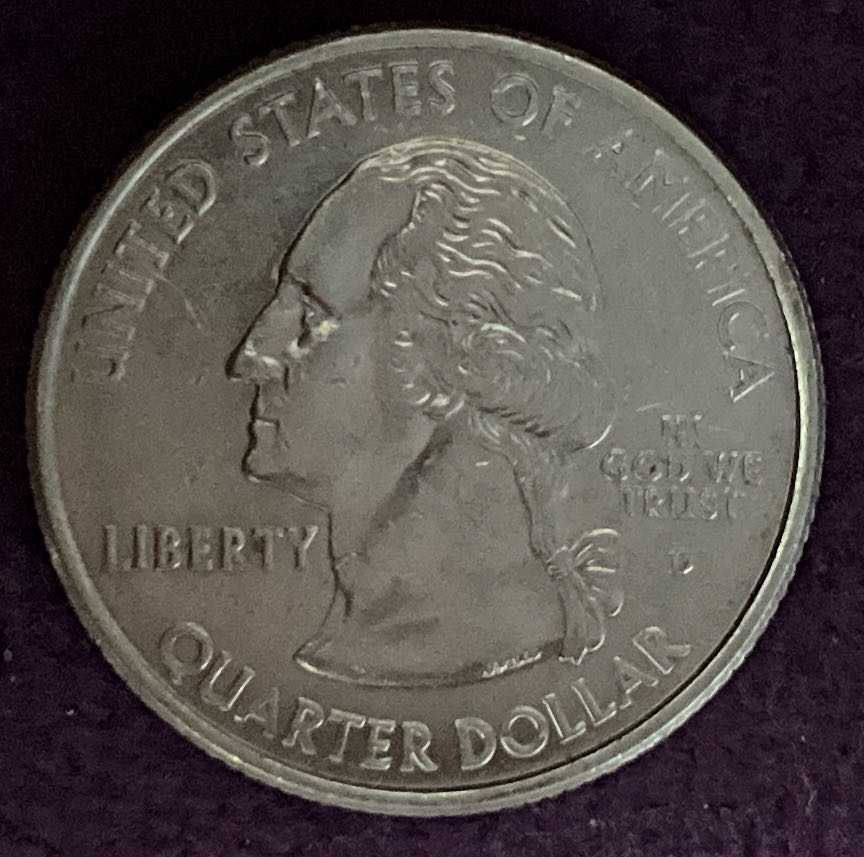 UNITED STATES OF AMERICA
LIBERTY
IN
GOD WE
TRUST
D
QUARTER DOLLAR